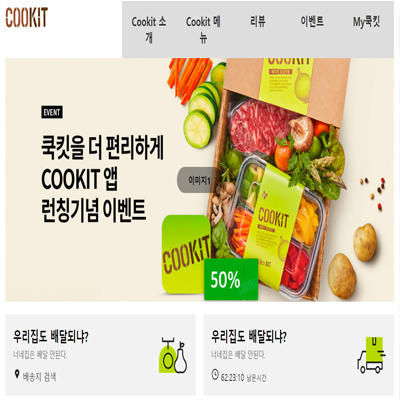 COOKIT
Cookit 소
개
Cookit 메
뉴
리뷰
이벤트
My쿡킷
EVENT
쿡킷을 더 편리하게
COOKIT 앱
런칭기념 이벤트
이미지1
COOKIT
COOKIT
50%
우리집도 배달되냐?
너네집은 배달 안된다.
배송지 검색
우리집도 배달되냐?
너네집은 배달 안된다.
62:23:10 남은시간